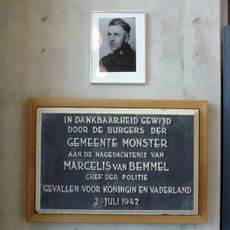 IN DANKBAARHEID GEWIJD
DOOR DE BURGERS DER
GEMEENTE MONSTER
AAN DE NAGEDACHTENIS VAN
MARCELIS VAN BEMMEL
CHEF DER POLITIE
GEVALLEN VOOR KONINGIN EN VADERLAND
2 JULI 1942